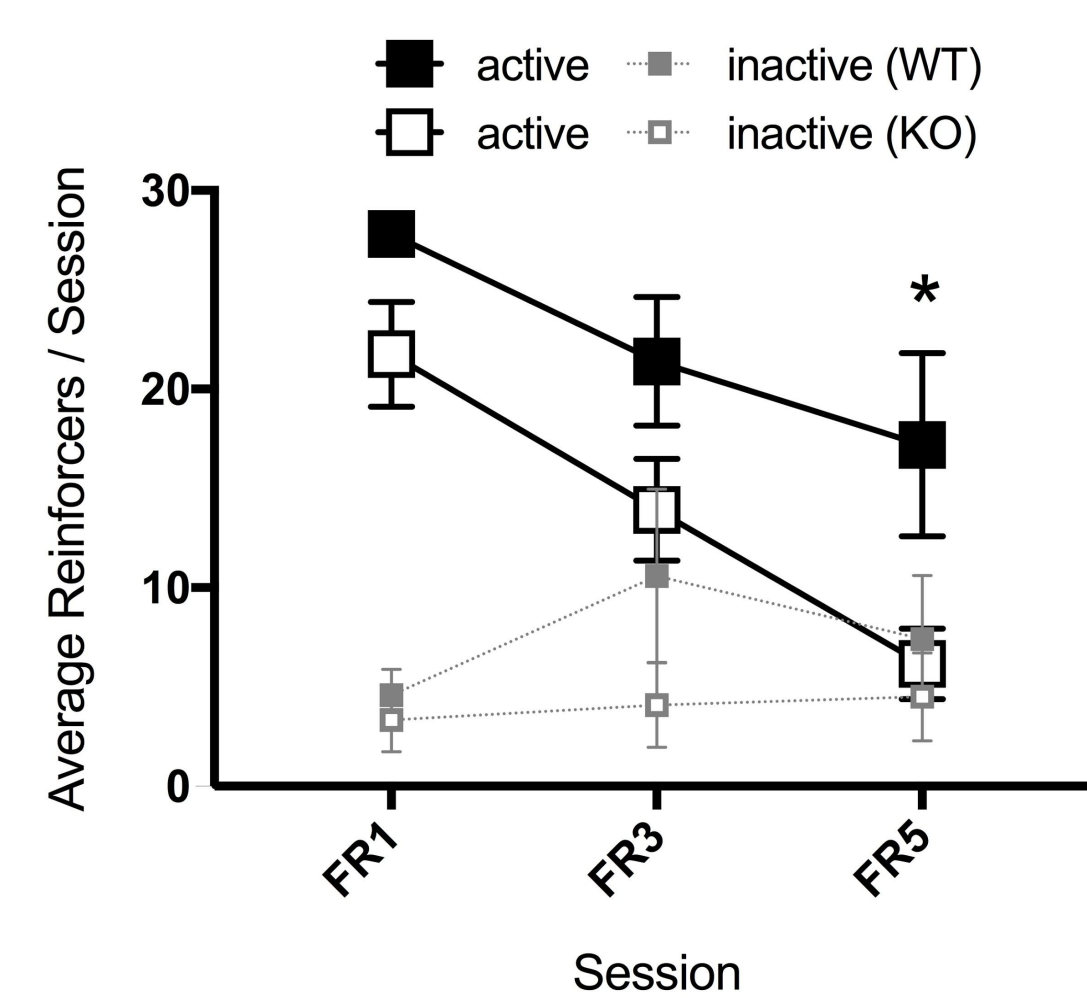 active inactive (WT)
active inactive (KO)
Average Reinforcers / Session
30
20
10
0
*
FR1 FR3 FR5
Session